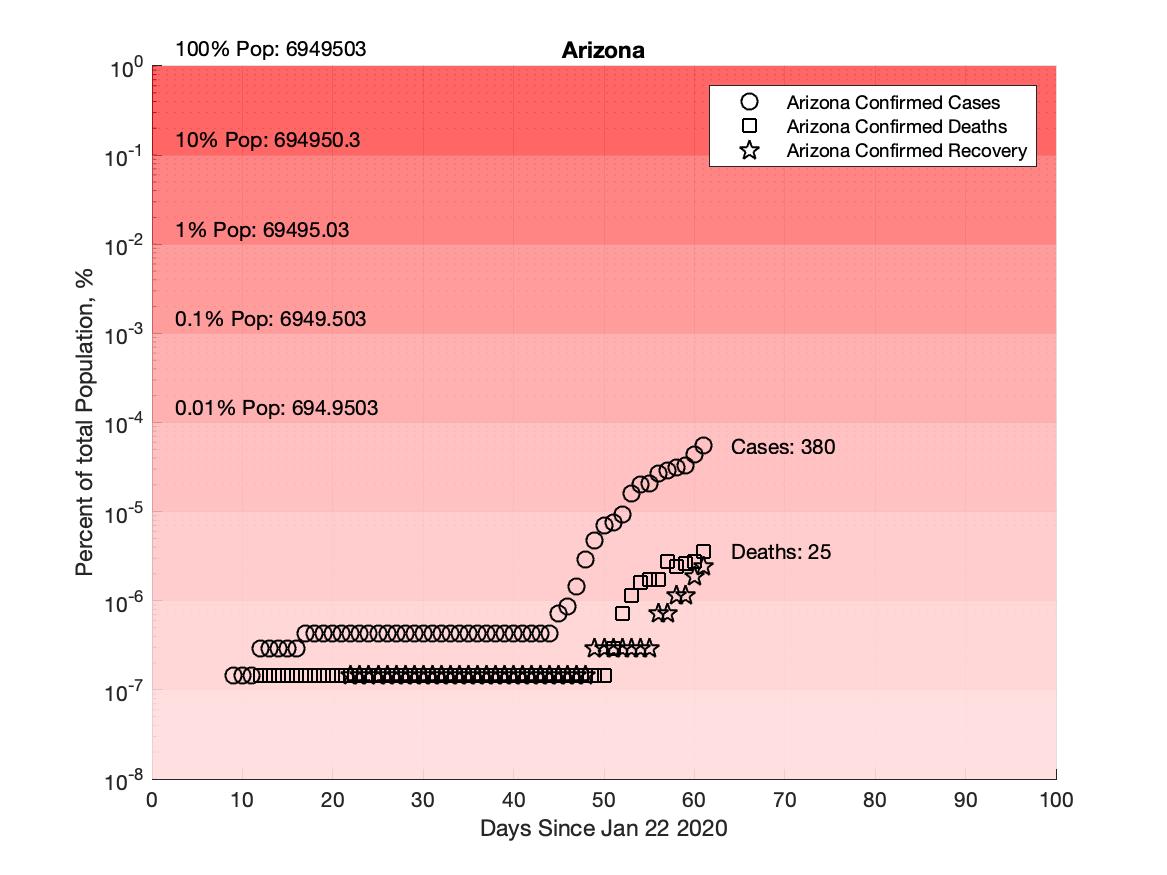 Arizona
100% Pop: 6949503
10% Pop: 694950.3
1% Pop: 69495.03
0.1% Pop: 6949.503
0.01% Pop: 694.9503
Arizona Confirmed Cases
Arizona Confirmed Deaths
Arizona Confirmed Recovery
Cases: 380
Deaths: 25
Percent of total Population, %
10^0
10^-1
10^-2
10^-3
10^-4
10^-5
10^-6
10^-7
10^-8
0 10 20 30 40 50 60 70 80 90 100
Days Since Jan 22 2020